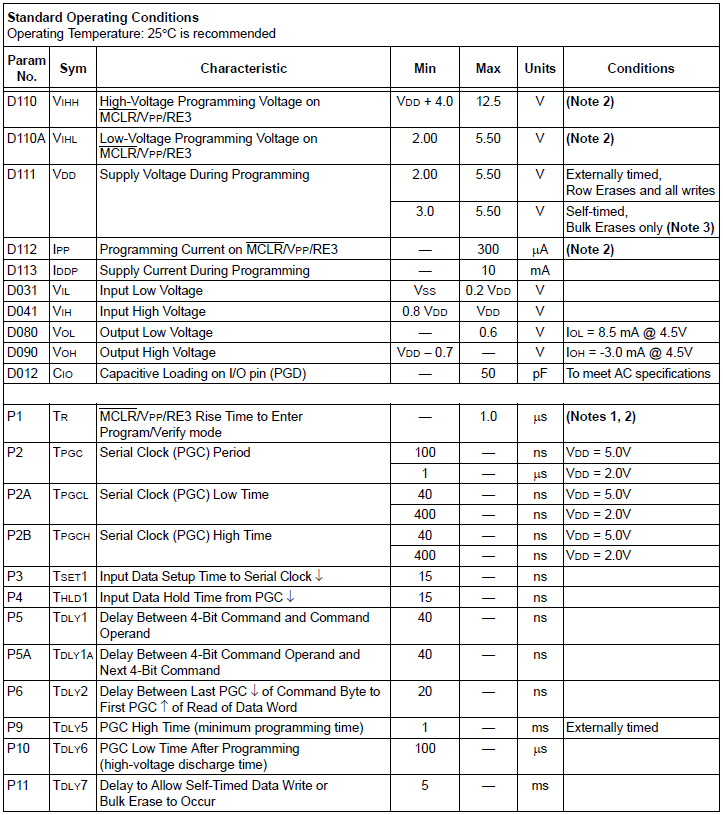 Standard Operating Conditions
Operating Temperature: 25°C is recommended
Param No. Sym Characteristic Min Max Units Conditions
D110 VIHH High-Voltage Programming Voltage on VDD + 4.0 12.5 V (Note 2)
MCLR/VPP/RE3
D110A VIHL Low-Voltage Programming Voltage on 2.00 5.50 V (Note 2)
MCLR/VPP/RE3
D111 VDD Supply Voltage During Programming 2.00 5.50 V Externally timed,
Row Erases and all writes
3.0 5.50 V Self-timed,
Bulk Erases only (Note 3)
D112 IPP Programming Current on MCLR/VPP/RE3 — 300 μA (Note 2)
D113 IDDP Supply Current During Programming — 10 mA
D031 VIL Input Low Voltage VSS 0.2 VDD V
D041 VIH Input High Voltage 0.8 VDD VDD V
D080 VOL Output Low Voltage — 0.6 V IOL = 8.5 mA @ 4.5V
D090 VOH Output High Voltage VDD – 0.7 — V IOH = -3.0 mA @ 4.5V
D012 CIO Capacitive Loading on I/O pin (PGD) — 50 pF To meet AC specifications
P1 TR MCLR/VPP/RE3 Rise Time to Enter — 1.0 μs (Notes 1, 2)
Program/Verify mode
P2 TPGC Serial Clock (PGC) Period 100 — ns VDD = 5.0V
1 — μs VDD = 2.0V
P2A TPGCL Serial Clock (PGC) Low Time 40 — ns VDD = 5.0V
400 — ns VDD = 2.0V
P2B TPGCH Serial Clock (PGC) High Time 40 — ns VDD = 5.0V
400 — ns VDD = 2.0V
P3 TSET1 Input Data Setup Time to Serial Clock ↓ 15 — ns
P4 THLD1 Input Data Hold Time from PGC ↓ 15 — ns
P5 TDLY1 Delay Between 4-Bit Command and Command 40 — ns
Operand
P5A TDLY1A Delay Between 4-Bit Command Operand and 40 — ns
Next 4-Bit Command
P6 TDLY2 Delay Between Last PGC ↓ of Command Byte to 20 — ns
First PGC ↑ of Read of Data Word
P9 TDLY5 PGC High Time (minimum programming time) 1 — ms Externally timed
P10 TDLY6 PGC Low Time After Programming 100 — μs
(high-voltage discharge time)
P11 TDLY7 Delay to Allow Self-Timed Data Write or 5 — ms
Bulk Erase to Occur